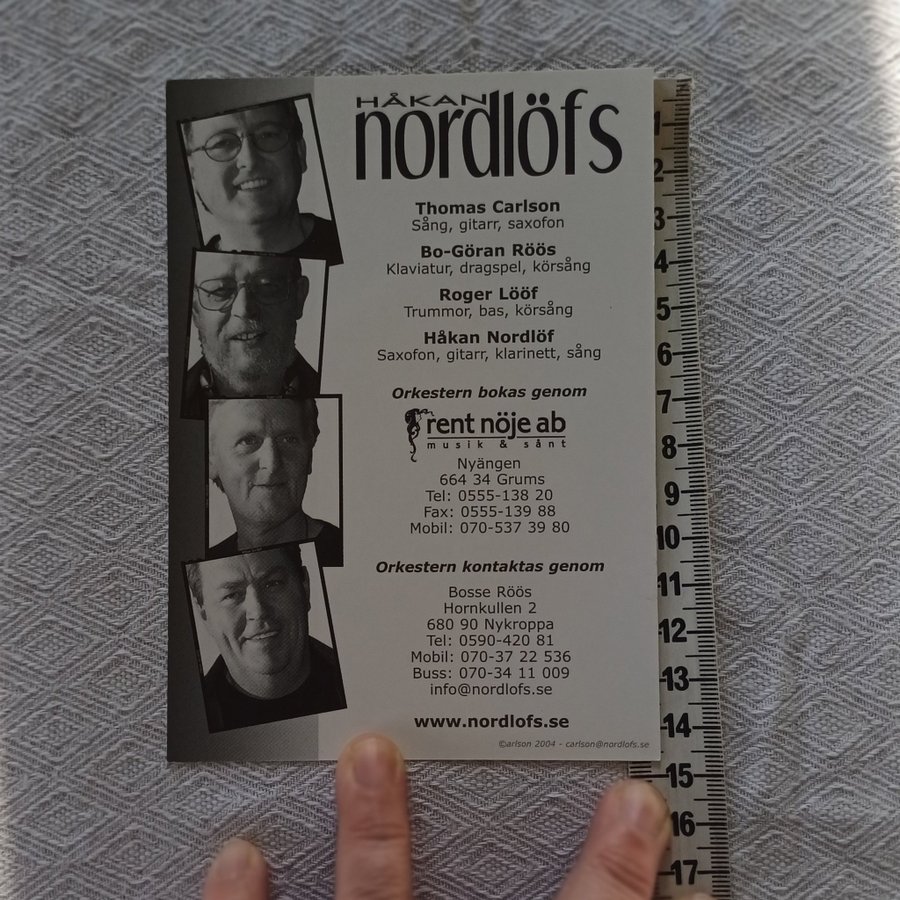 HÅKAN
nordlöfs
Thomas Carlson
Sång, gitarr, saxofon
Bo-Göran Röös
Klaviatur, dragspel, körsång
Roger Lööf
Trummor, bas, körsång
Håkan Nordlöf
Saxofon, gitarr, klarinett, sång
Orkestern bokas genom
rent nöje ab
musik & sånt
Nyängen
664 34 Grums
Tel: 0555-138 20
Fax: 0555-139 88
Mobil: 070-537 39 80
Orkestern kontaktas genom
Bosse Röös
Hornkullen 2
680 90 Nykroppa
Tel: 0590-420 81
Mobil: 070-37 22 536
Buss: 070-34 11 009
info@nordlofs.se
www.nordlofs.se
©arlson 2004 - carlson@nordlofs.se
1
2
3
4
5
6
7
8
9
10
11
12
13
14
15
16
17